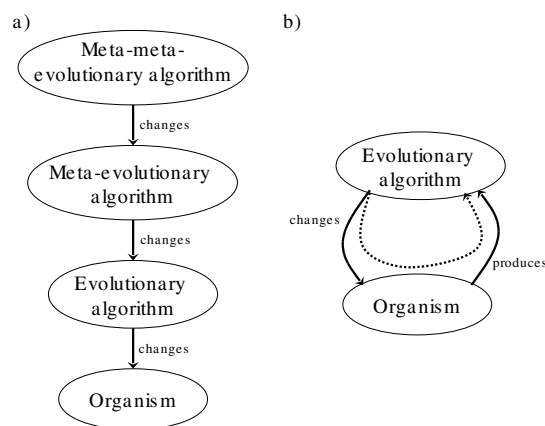 a)
Meta-meta-
evolutionary algorithm
changes
Meta-evolutionary
algorithm
changes
Evolutionary
algorithm
changes
Organism
b)
Evolutionary
algorithm
changes
produces
Organism